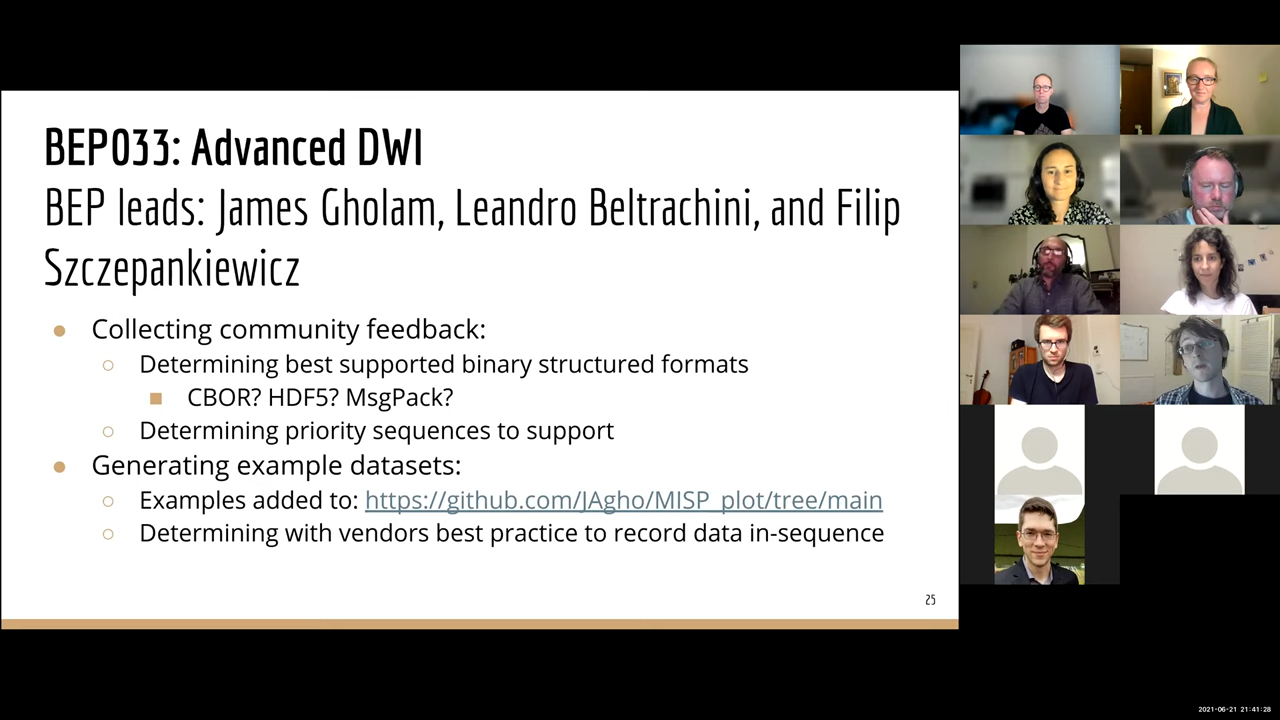 BEP033: Advanced DWI
BEP leads: James Gholam, Leandro Beltrachini, and Filip
Szczepankiewicz
● Collecting community feedback:
○ Determining best supported binary structured formats
■ CBOR? HDF5? MsgPack?
○ Determining priority sequences to support
● Generating example datasets:
○ Examples added to: https://github.com/JAgho/MISP_plot/tree/main
○ Determining with vendors best practice to record data in-sequence
25
2021-06-21 21:41:28